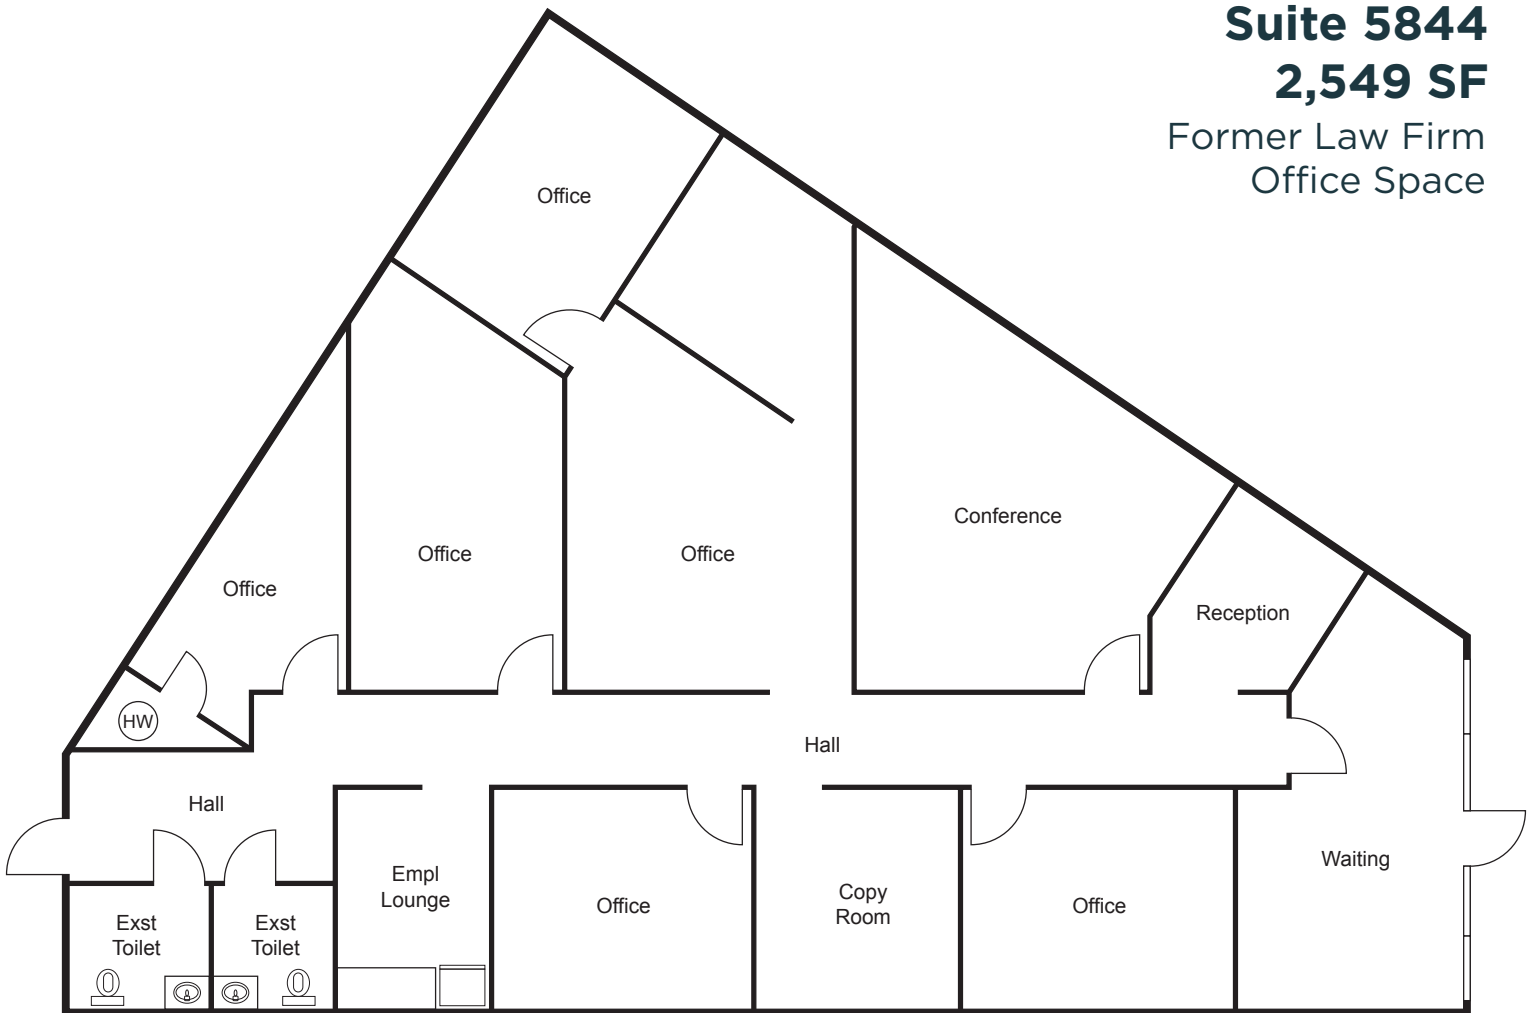 Suite 5844
2,549 SF
Former Law Firm
Office Space
Office
Conference
Office
Office
Office
Reception
HW
Hall
Hall
Waiting
Empl
Lounge
Office
Copy
Room
Office
Exst
Toilet
Exst
Toilet